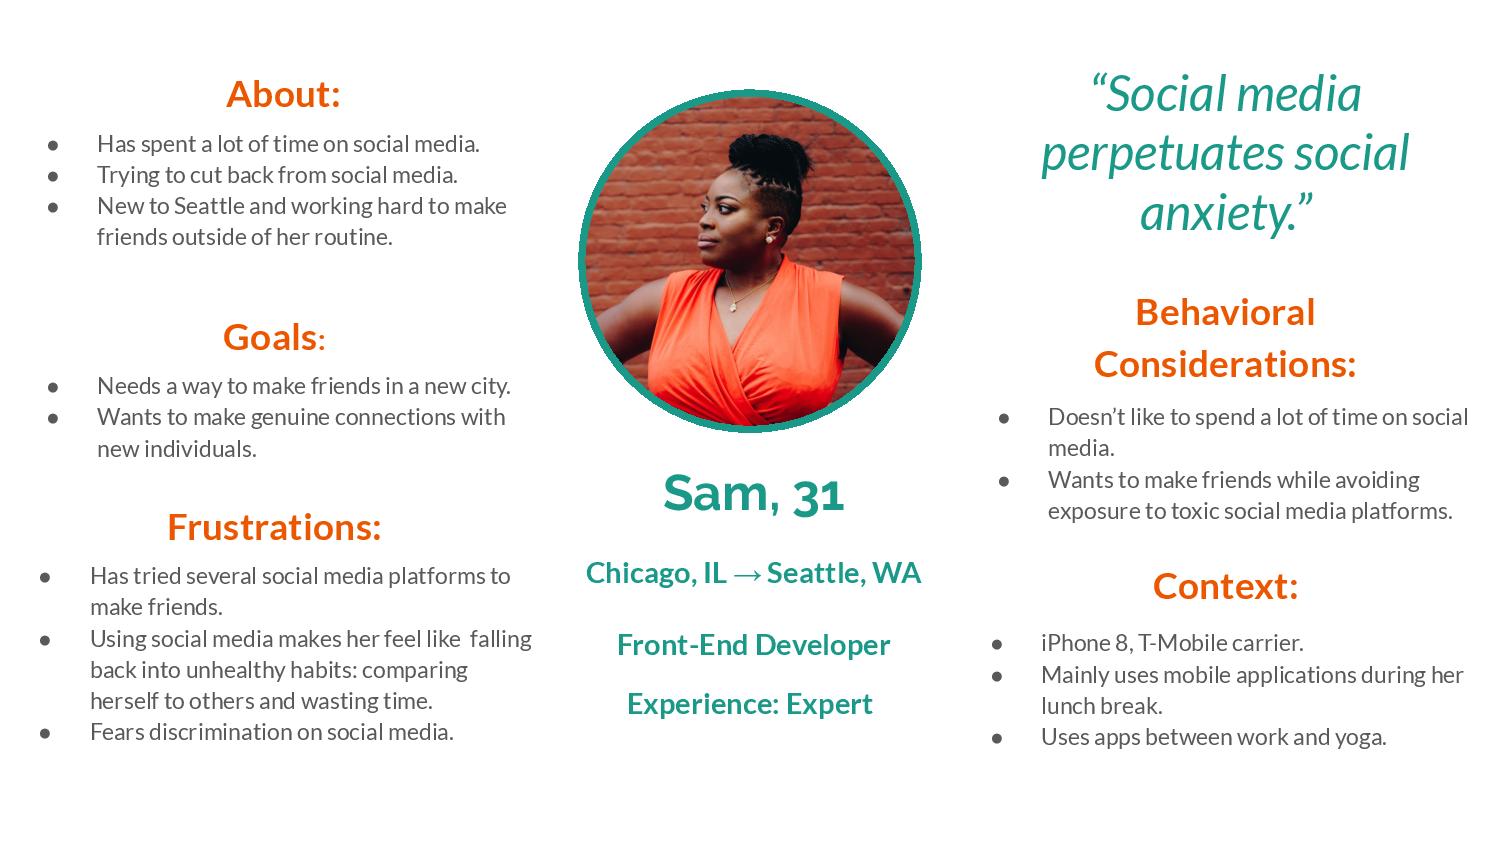 About:
● Has spent a lot of time on social media.
● Trying to cut back from social media.
● New to Seattle and working hard to make
friends outside of her routine.
Goals:
● Needs a way to make friends in a new city.
● Wants to make genuine connections with
new individuals.
Frustrations:
● Has tried several social media platforms to
make friends.
● Using social media makes her feel like falling
back into unhealthy habits: comparing
herself to others and wasting time.
● Fears discrimination on social media.
Sam, 31
Chicago, IL → Seattle, WA
Front-End Developer
Experience: Expert
“Social media
perpetuates social
anxiety.”
Behavioral
Considerations:
● Doesn’t like to spend a lot of time on social
media.
● Wants to make friends while avoiding
exposure to toxic social media platforms.
Context:
● iPhone 8, T-Mobile carrier.
● Mainly uses mobile applications during her
lunch break.
● Uses apps between work and yoga.